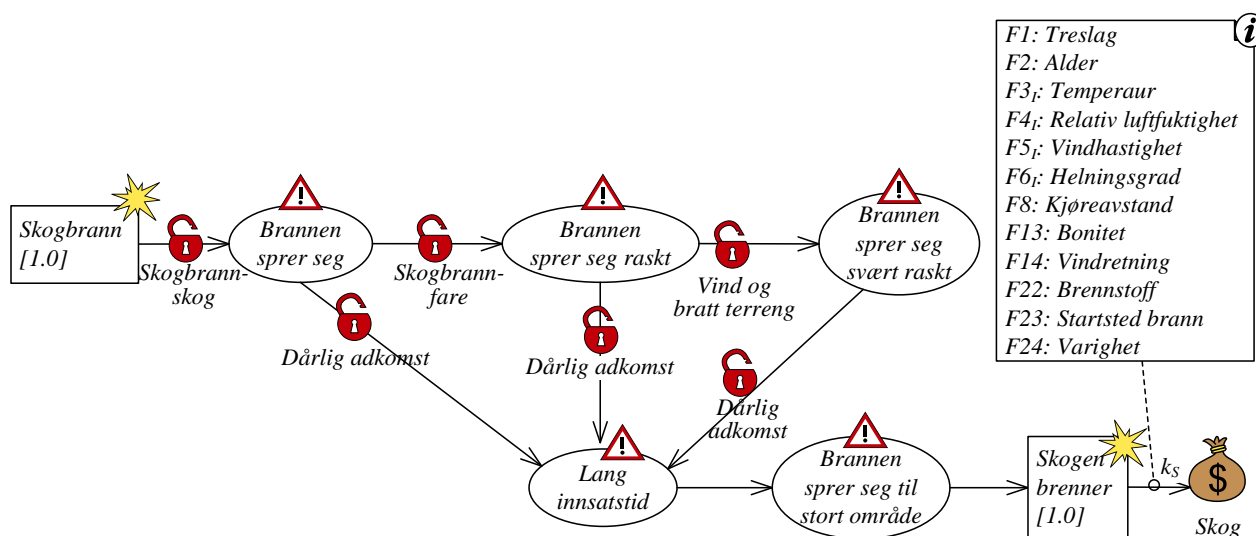 F1: Treslag
F2: Alder
F3I: Temperaur
F4I: Relativ luftfuktighet
F5I: Vindhastighet
F6I: Helningsgrad
F8: Kjøreavstand
F13: Bonitet
F14: Vindretning
F22: Brennstoff
F23: Startsted brann
F24: Varighet
i
Skogbrann
[1.0]
Skogbrann-
skog
!
Brannen
sprer seg
Skogbrann-
fare
!
Brannen
sprer seg raskt
Vind og
bratt terreng
!
Brannen
sprer seg
svært raskt
Dårlig adkomst
Dårlig adkomst
Dårlig
adkomst
!
Lang
innsatstid
!
Brannen
sprer seg til
stort område
Skogen
brenner
[1.0]
kS
$
Skog